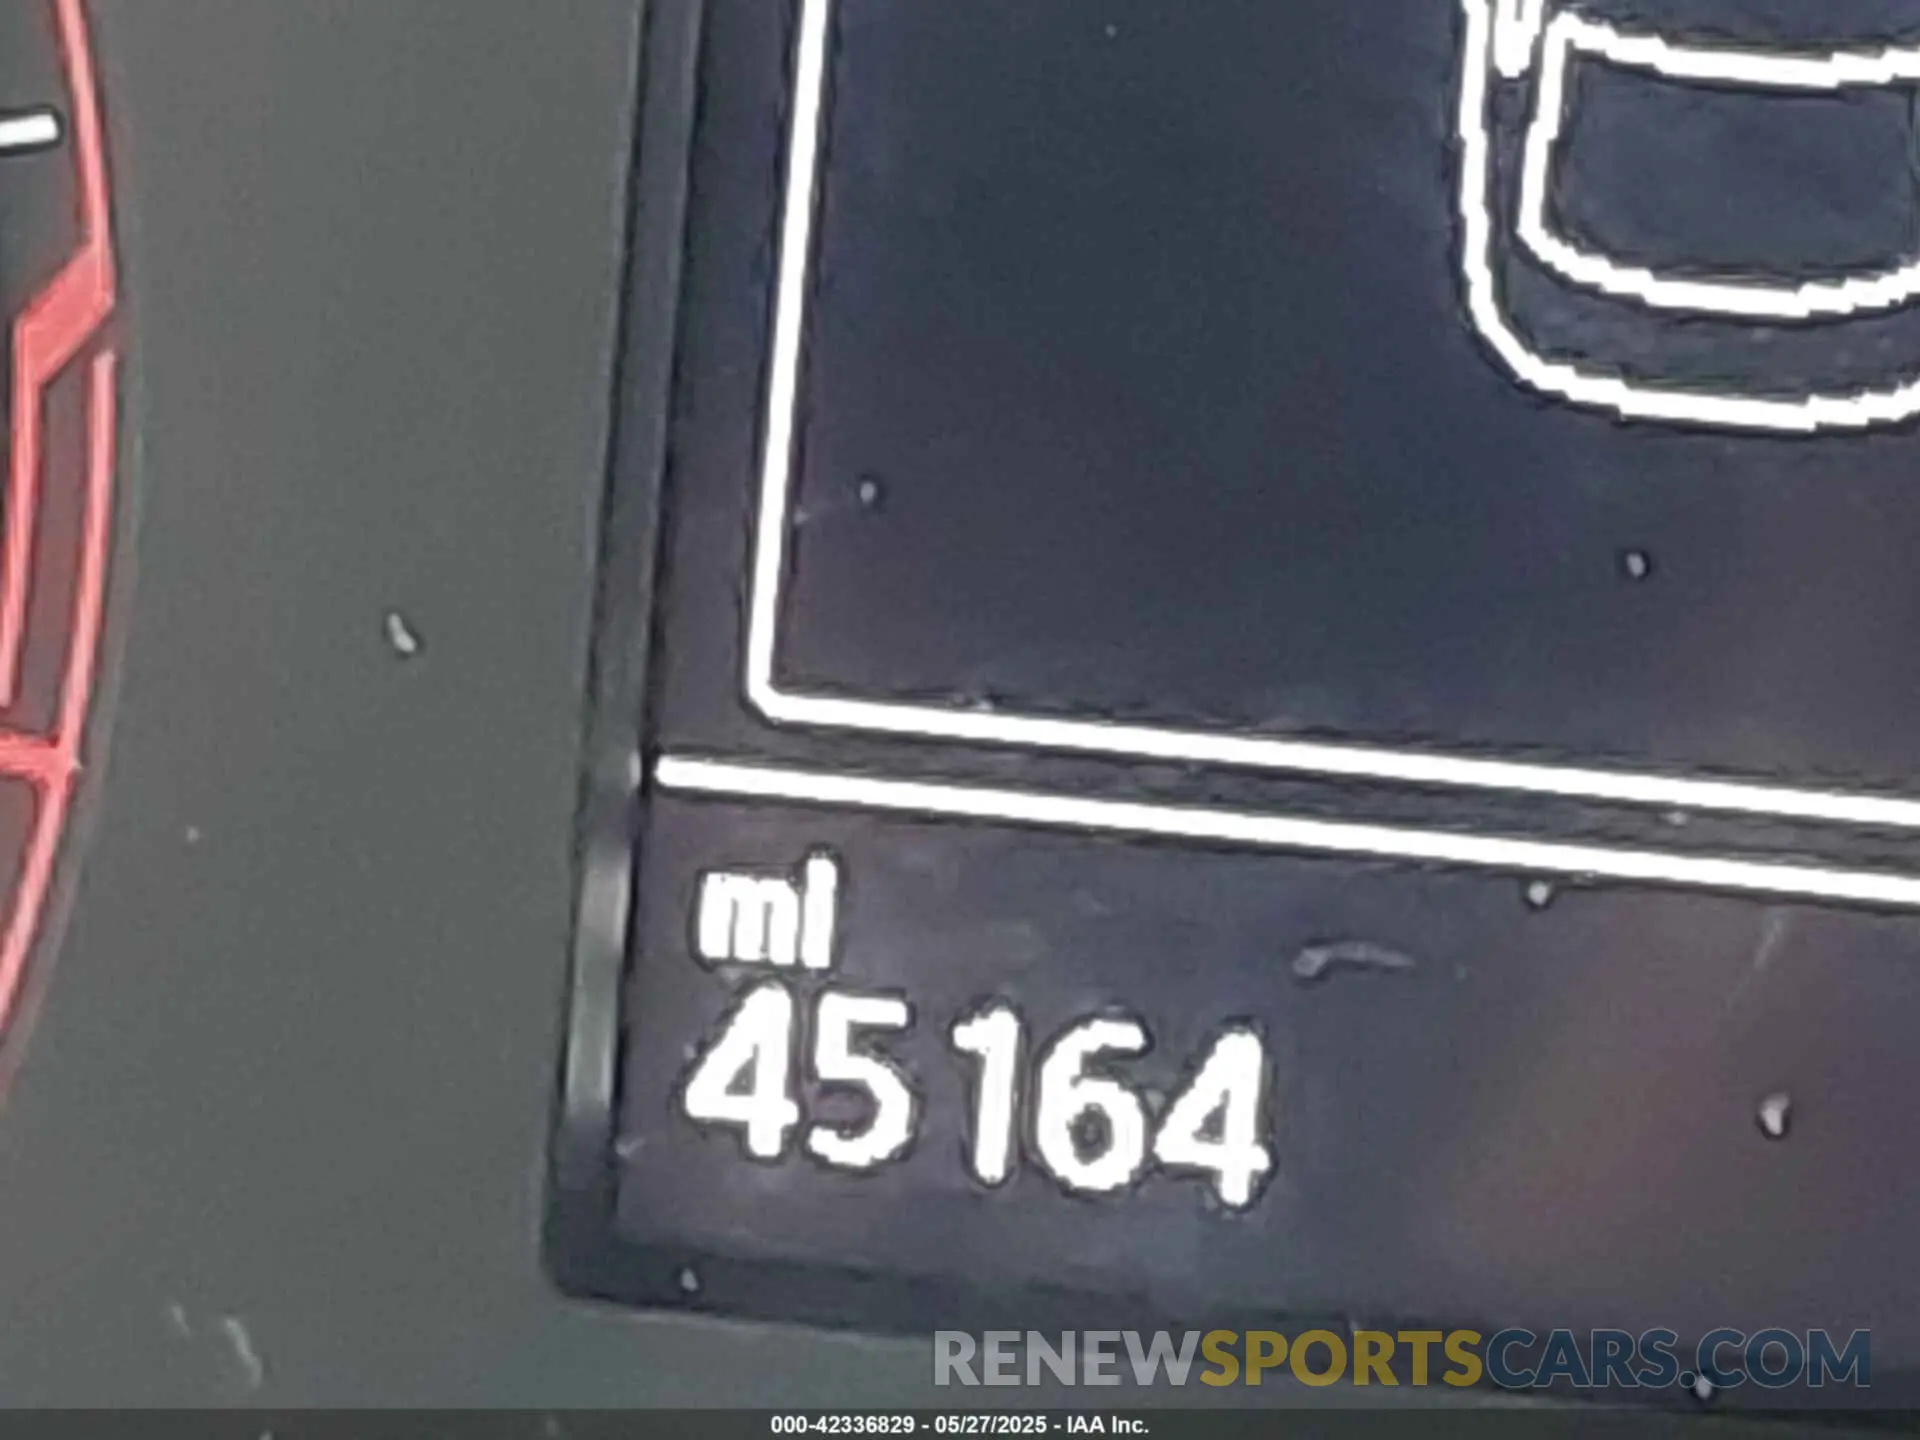 mi
45164
RENEWSPORTSCARS.COM
000-42336829 - 05/27/2025 - IAA Inc.